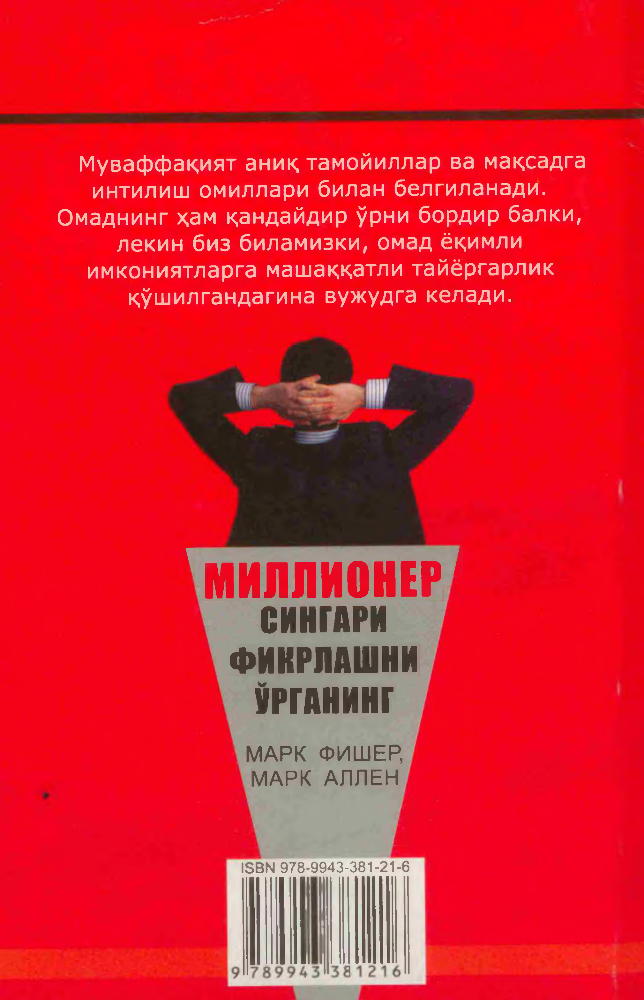 Муваффақият аниқ тамойиллар ва мақсадга
интилиш омиллари билан белгиланади.
Омаднинг ҳам қандайдир ўрни бордир балки,
лекин биз биламизки, омад ёқимли
имкониятларга машаққатли тайёргарлик
қўшилгандагина вужудга келади.
МИЛЛИОНЕР
СИНГАРИ
ФИКРЛАШНИ
ЎРГАНИНГ
МАРК ФИШЕР,
МАРК АЛЛЕН
ISBN 978-9943-381-21-6
9 789943 381216